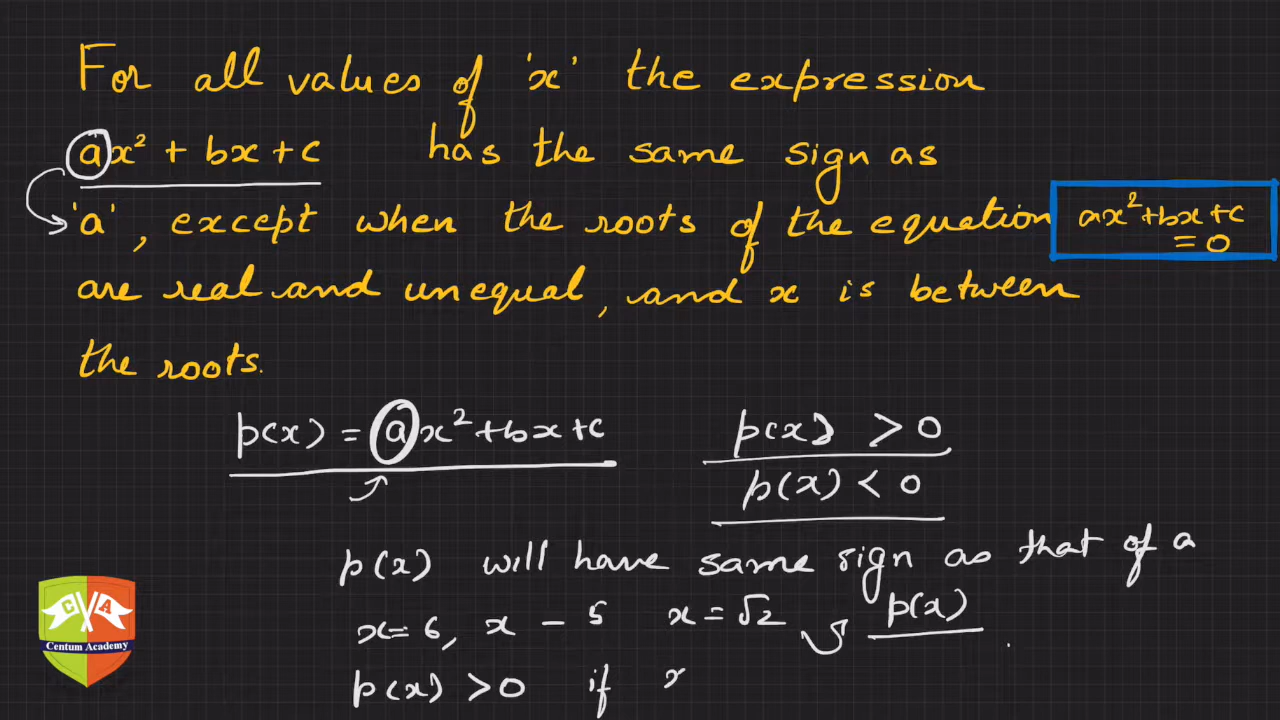 For all values of 'x' the expression
ax² + bx + c has the same sign as
'a', except when the roots of the equation ax² + bx + c
= 0
are real and unequal, and x is between
the roots.
p(x) = ax² + bx + c p(x) > 0
p(x) < 0
p(x) will have same sign as that of a
x = 6, x - 5 x = √2 p(x)
p(x) > 0 if x
C A
Centum Academy